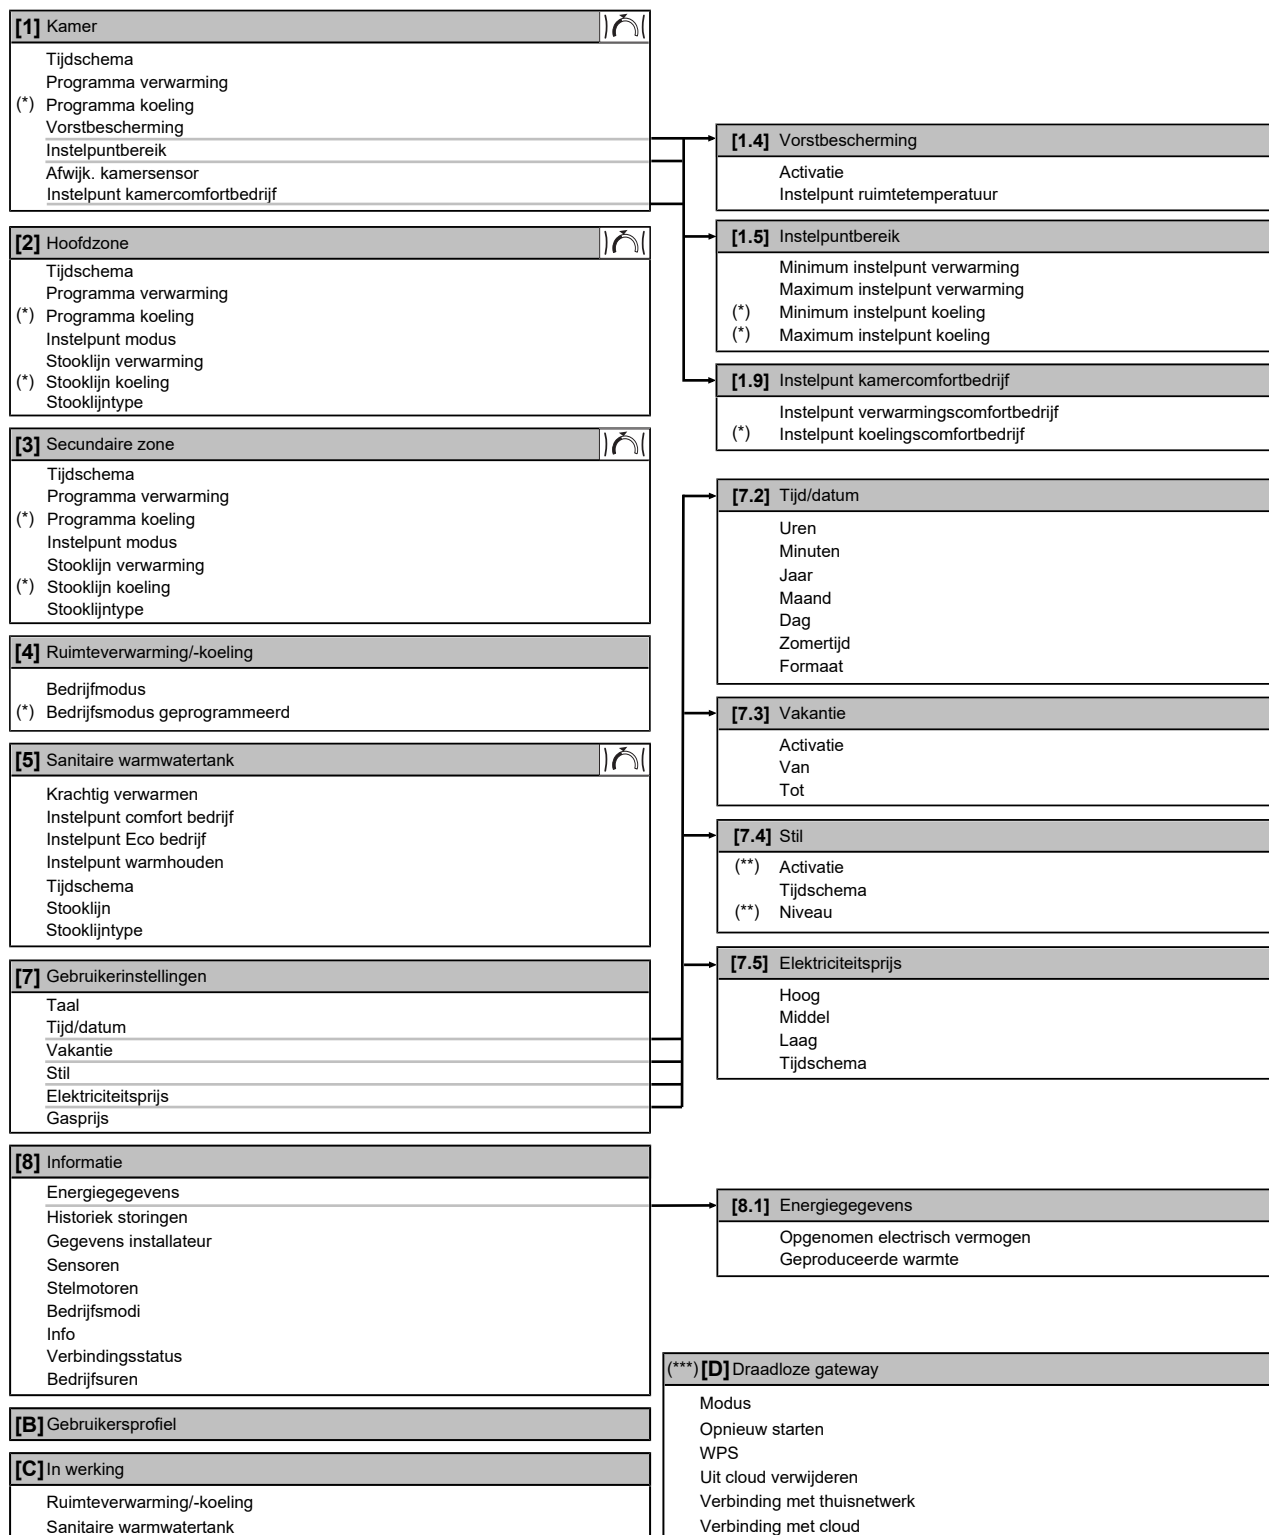 [1] Kamer
Tijdschema
Programma verwarming
(*) Programma koeling
Vorstbescherming
Instelpuntbereik
Afwijk. kamersensor
Instelpunt kamercomfortbedrijf
[2] Hoofdzone
Tijdschema
Programma verwarming
(*) Programma koeling
Instelpunt modus
Stooklijn verwarming
(*) Stooklijn koeling
Stooklijntype
[3] Secundaire zone
Tijdschema
Programma verwarming
(*) Programma koeling
Instelpunt modus
Stooklijn verwarming
(*) Stooklijn koeling
Stooklijntype
[4] Ruimteverwarming/-koeling
Bedrijfmodus
(*) Bedrijfsmodus geprogrammeerd
[5] Sanitaire warmwatertank
Krachtig verwarmen
Instelpunt comfort bedrijf
Instelpunt Eco bedrijf
Instelpunt warmhouden
Tijdschema
Stooklijn
Stooklijntype
[7] Gebruikerinstellingen
Taal
Tijd/datum
Vakantie
Stil
Elektriciteitsprijs
Gasprijs
[8] Informatie
Energiegegevens
Historiek storingen
Gegevens installateur
Sensoren
Stelmotoren
Bedrijfsmodi
Info
Verbindingsstatus
Bedrijfsuren
[B] Gebruikersprofiel
[C] In werking
Ruimteverwarming/-koeling
Sanitaire warmwatertank
[1.4] Vorstbescherming
Activatie
Instelpunt ruimtetemperatuur
[1.5] Instelpuntbereik
Minimum instelpunt verwarming
Maximum instelpunt verwarming
(*) Minimum instelpunt koeling
(*) Maximum instelpunt koeling
[1.9] Instelpunt kamercomfortbedrijf
Instelpunt verwarmingscomfortbedrijf
(*) Instelpunt koelingscomfortbedrijf
[7.2] Tijd/datum
Uren
Minuten
Jaar
Maand
Dag
Zomertijd
Formaat
[7.3] Vakantie
Activatie
Van
Tot
[7.4] Stil
(**) Activatie
Tijdschema
(**) Niveau
[7.5] Elektriciteitsprijs
Hoog
Middel
Laag
Tijdschema
[8.1] Energiegegevens
Opgenomen electrisch vermogen
Geproduceerde warmte
(***) [D] Draadloze gateway
Modus
Opnieuw starten
WPS
Uit cloud verwijderen
Verbinding met thuisnetwerk
Verbinding met cloud